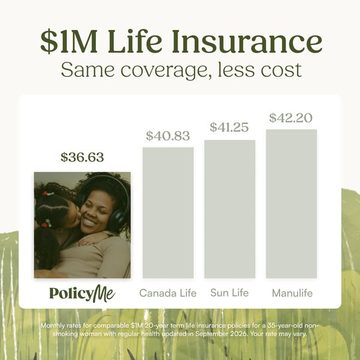 $1M Life Insurance
Same coverage, less cost
$36.63
$40.83
$41.25
$42.20
PolicyMe
Canada Life
Sun Life
Manulife
Monthly rates for comparable $1M 20-year term life insurance policies for a 35-year-old non-
smoking woman with regular health updated in September 2026. Your rate may vary.